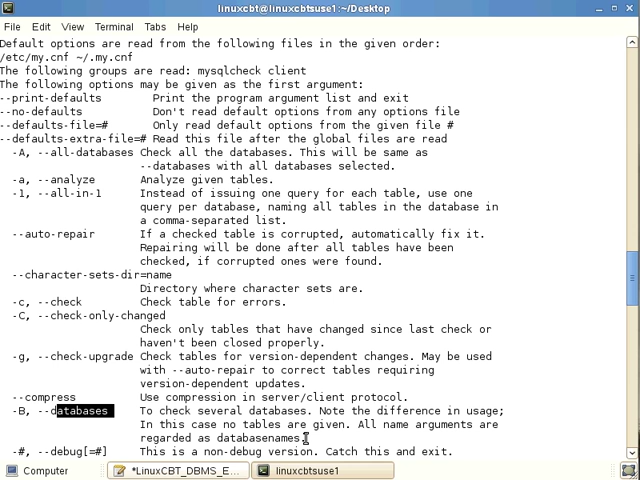 linuxcbt@linuxcbtsuse1:~/Desktop
File Edit View Terminal Tabs Help
Default options are read from the following files in the given order:
/etc/my.cnf ~/.my.cnf
The following groups are read: mysqlcheck client
The following options may be given as the first argument:
--print-defaults Print the program argument list and exit
--no-defaults Don't read default options from any options file
--defaults-file=# Only read default options from the given file #
--defaults-extra-file=# Read this file after the global files are read
-A, --all-databases Check all the databases. This will be same as
--databases with all databases selected.
-a, --analyze Analyze given tables.
-1, --all-in-1 Instead of issuing one query for each table, use one
query per database, naming all tables in the database in
a comma-separated list.
--auto-repair If a checked table is corrupted, automatically fix it.
Repairing will be done after all tables have been
checked, if corrupted ones were found.
--character-sets-dir=name
Directory where character sets are.
-c, --check Check table for errors.
-C, --check-only-changed
Check only tables that have changed since last check or
haven't been closed properly.
-g, --check-upgrade Check tables for version-dependent changes. May be used
with --auto-repair to correct tables requiring
version-dependent updates.
--compress Use compression in server/client protocol.
-B, --databases To check several databases. Note the difference in usage;
In this case no tables are given. All name arguments are
regarded as databasenames.
-#, --debug[=#] This is a non-debug version. Catch this and exit.
Computer
*LinuxCBT_DBMS_E...
linuxcbtsuse1